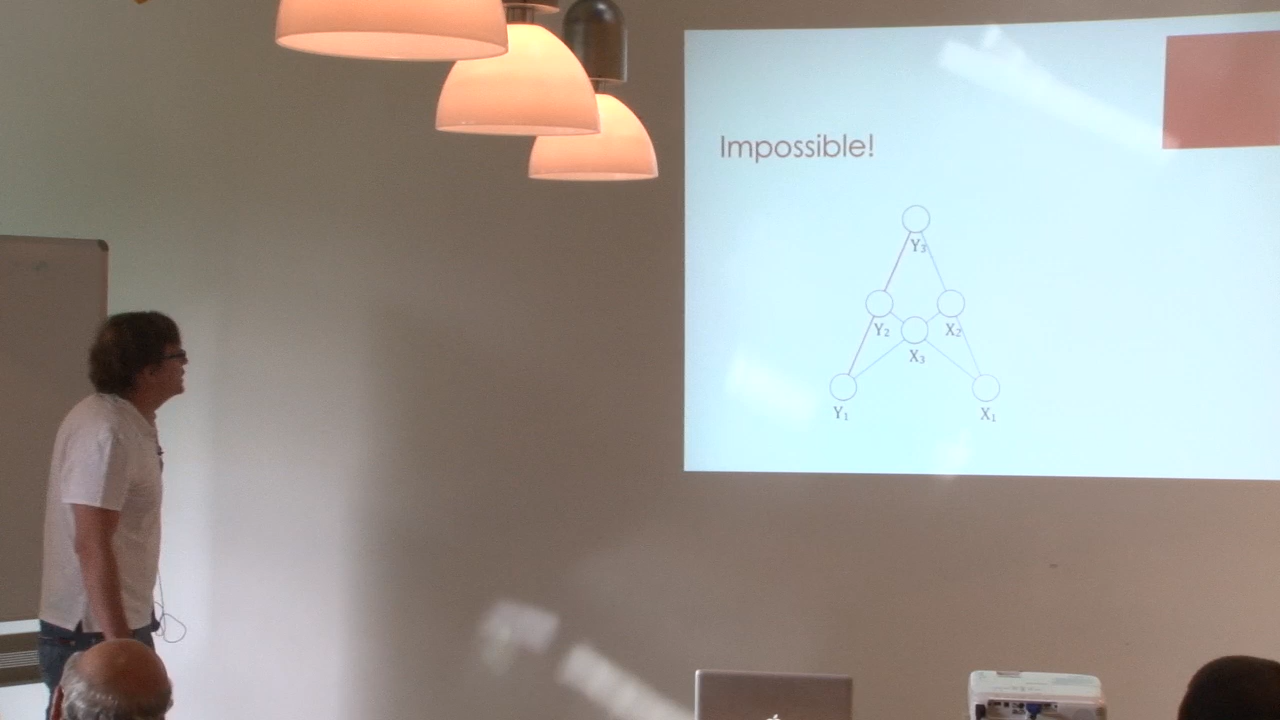 Impossible!
Y₃
Y₂
X₂
X₃
Y₁
X₁